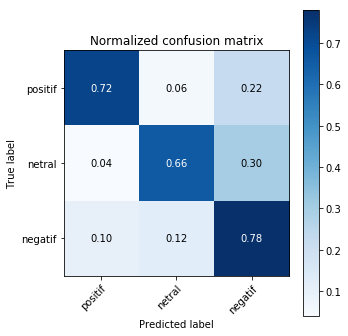 Normalized confusion matrix
True label
positif 0.72 0.06 0.22
netral 0.04 0.66 0.30
negatif 0.10 0.12 0.78
positif netral negatif
Predicted label
0.7
0.6
0.5
0.4
0.3
0.2
0.1